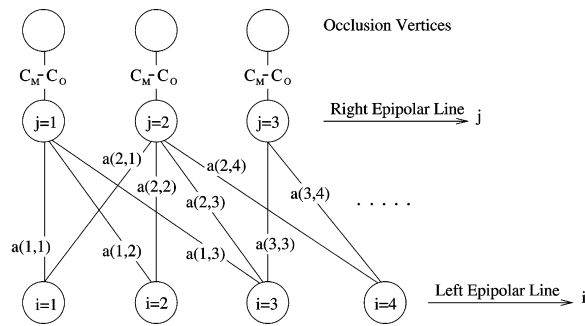 Occlusion Vertices
C_M-C_O C_M-C_O C_M-C_O
j=1 j=2 j=3 Right Epipolar Line j
a(2,1) a(2,4)
a(2,2) a(2,3) a(3,4)
. . . . .
a(1,1) a(1,2) a(1,3) a(3,3)
i=1 i=2 i=3 i=4 Left Epipolar Line i